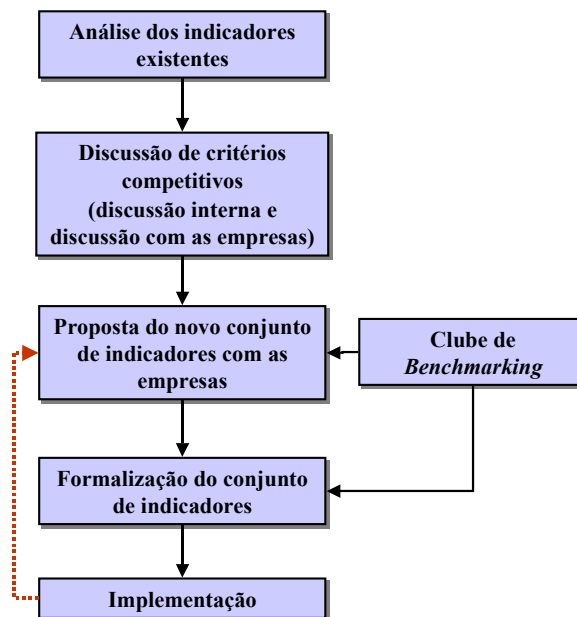 Análise dos indicadores
existentes
Discussão de critérios
competitivos
(discussão interna e
discussão com as empresas)
Proposta do novo conjunto
de indicadores com as
empresas
Clube de
Benchmarking
Formalização do conjunto
de indicadores
Implementação